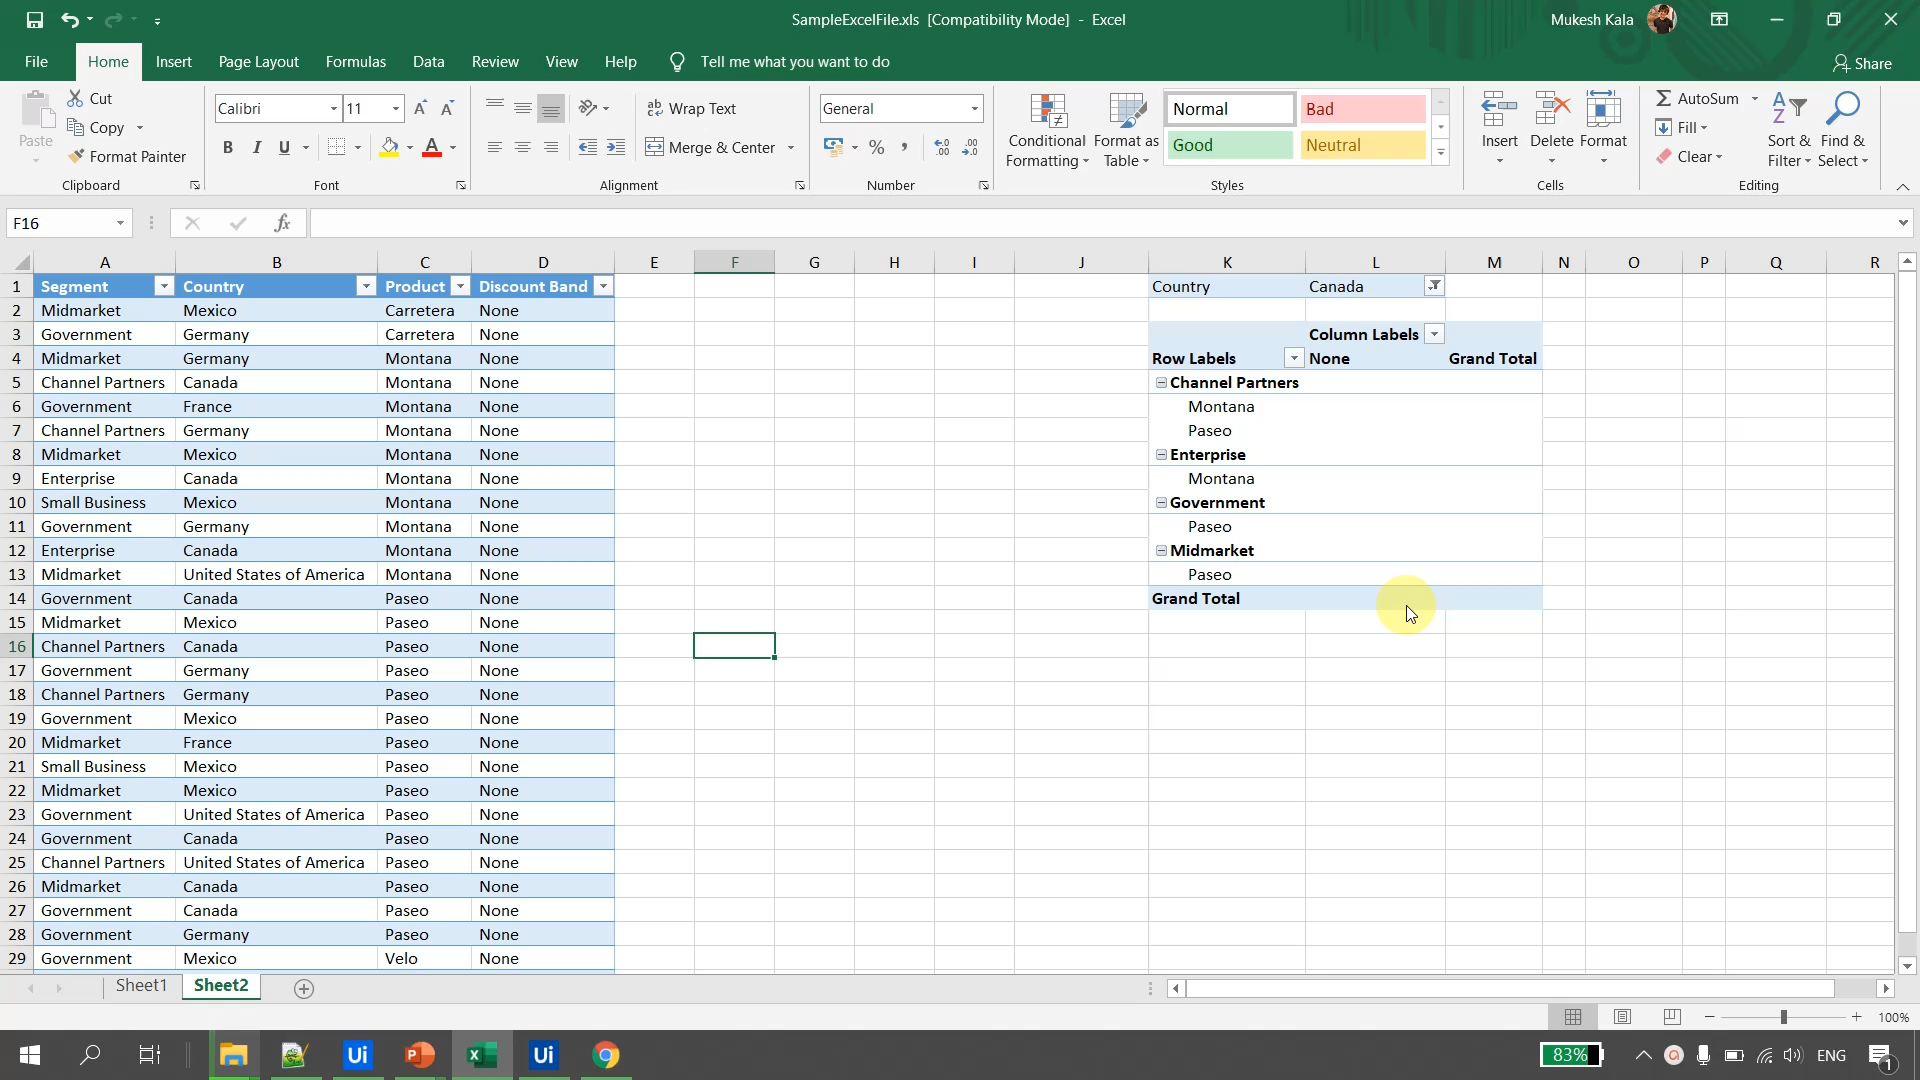 SampleExcelFile.xls [Compatibility Mode] - Excel
Mukesh Kala
File Home Insert Page Layout Formulas Data Review View Help Tell me what you want to do Share
Paste
Cut
Copy
Format Painter
Clipboard
Calibri 11
B I U A
Font
ab Wrap Text
Merge & Center
Alignment
General
% ,
Number
Conditional Formatting
Format as Table
Normal Bad
Good Neutral
Styles
Insert Delete Format
Cells
AutoSum
Fill
Clear
Sort & Filter
Find & Select
Editing
F16 fx
A B C D E F G H I J K L M N O P Q R
1 Segment Country Product Discount Band Country Canada
2 Midmarket Mexico Carretera None
3 Government Germany Carretera None Column Labels
4 Midmarket Germany Montana None Row Labels None Grand Total
5 Channel Partners Canada Montana None Channel Partners
6 Government France Montana None Montana
7 Channel Partners Germany Montana None Paseo
8 Midmarket Mexico Montana None Enterprise
9 Enterprise Canada Montana None Montana
10 Small Business Mexico Montana None Government
11 Government Germany Montana None Paseo
12 Enterprise Canada Montana None Midmarket
13 Midmarket United States of America Montana None Paseo
14 Government Canada Paseo None Grand Total
15 Midmarket Mexico Paseo None
16 Channel Partners Canada Paseo None
17 Government Germany Paseo None
18 Channel Partners Germany Paseo None
19 Government Mexico Paseo None
20 Midmarket France Paseo None
21 Small Business Mexico Paseo None
22 Midmarket Mexico Paseo None
23 Government United States of America Paseo None
24 Government Canada Paseo None
25 Channel Partners United States of America Paseo None
26 Midmarket Canada Paseo None
27 Government Canada Paseo None
28 Government Germany Paseo None
29 Government Mexico Velo None
Sheet1 Sheet2
100%
Ui Ui 83% ENG 1